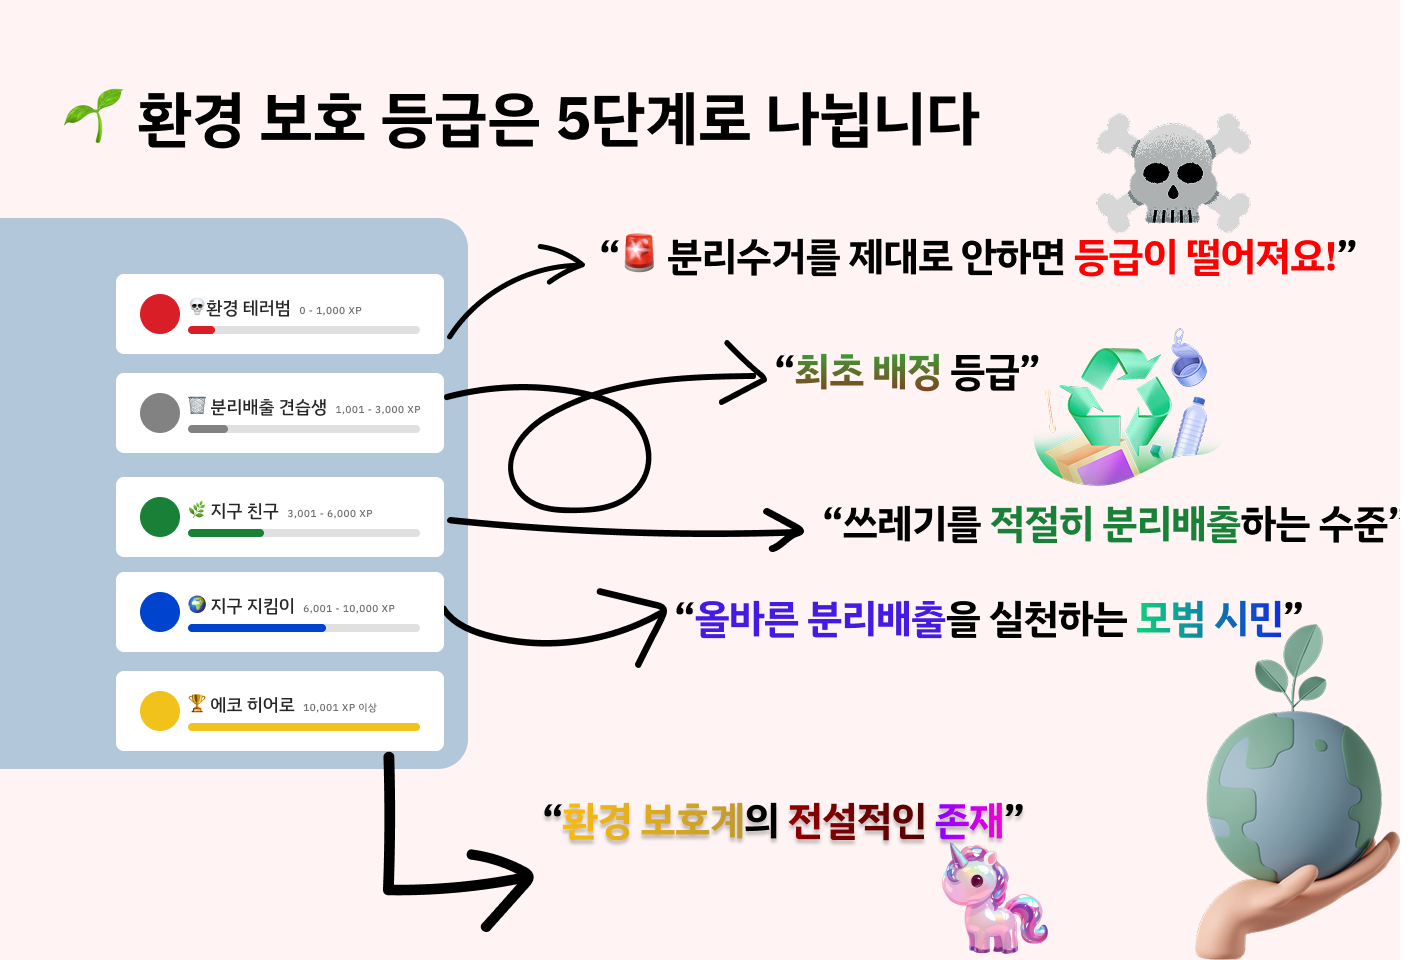 🌱 환경 보호 등급은 5단계로 나뉩니다
“🚨 분리수거를 제대로 안하면 등급이 떨어져요!”
💀환경 테러범 0 - 1,000 XP
“최초 배정 등급”
🗑️ 분리배출 견습생 1,001 - 3,000 XP
🌿 지구 친구 3,001 - 6,000 XP
“쓰레기를 적절히 분리배출하는 수준”
🌍 지구 지킴이 6,001 - 10,000 XP
“올바른 분리배출을 실천하는 모범 시민”
🏆 에코 히어로 10,001 XP 이상
“환경 보호계의 전설적인 존재”